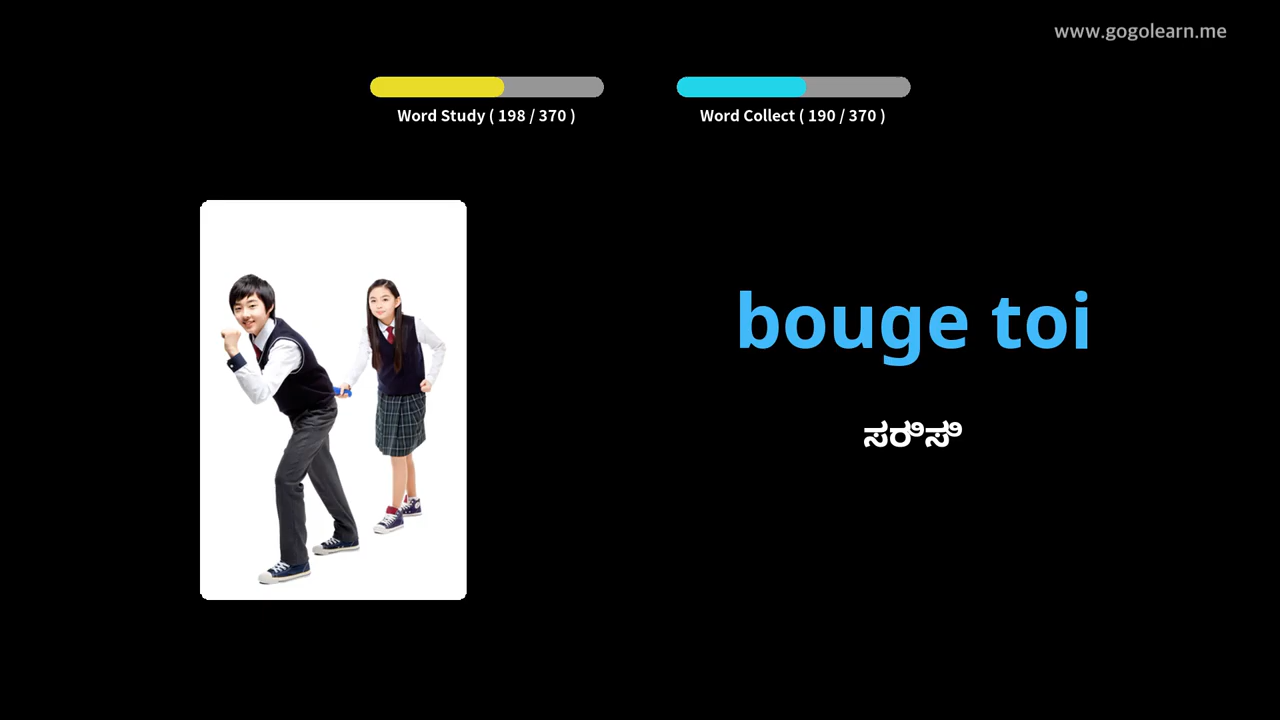 www.gogolearn.me
Word Study ( 198 / 370 )
Word Collect ( 190 / 370 )
bouge toi
ಸರಿಸಿ